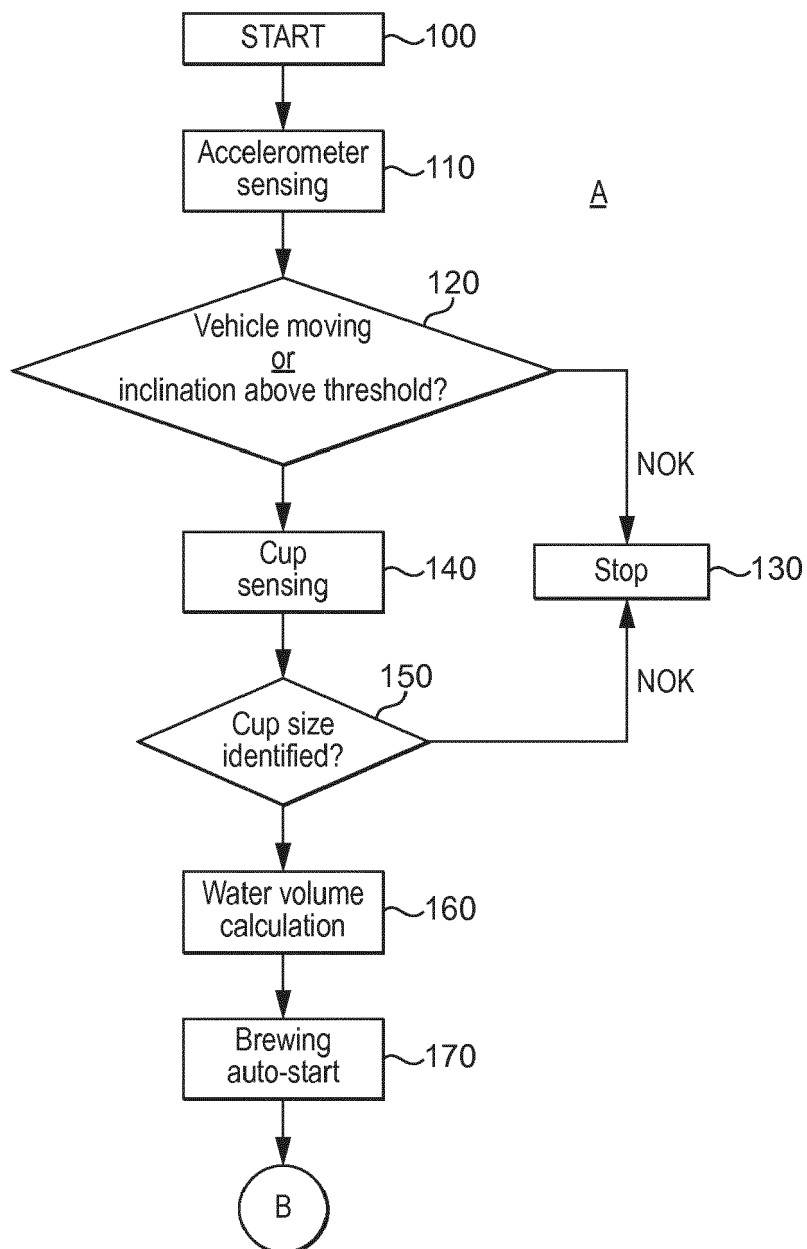 START
100
Accelerometer
sensing
110
A
120
Vehicle moving
or
inclination above threshold?
NOK
Cup
sensing
140
Stop
130
150
NOK
Cup size
identified?
Water volume
calculation
160
Brewing
auto-start
170
B